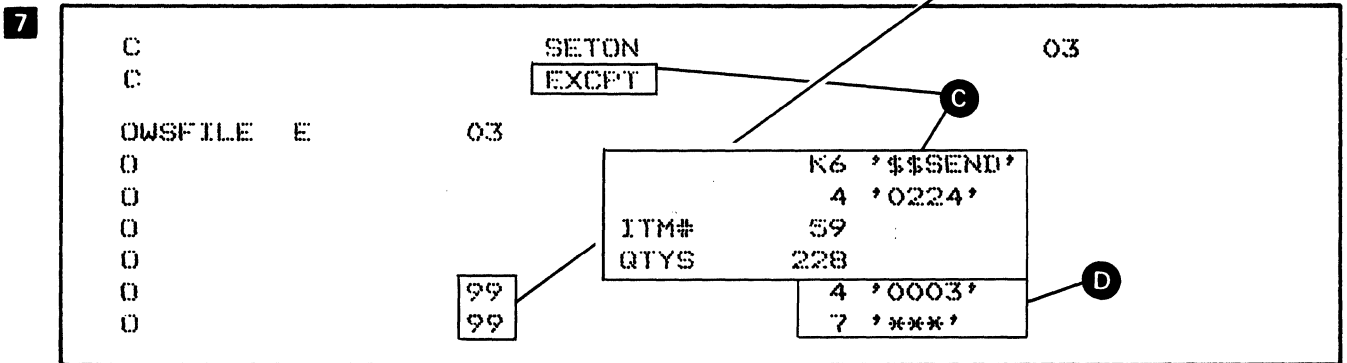 7
C SETON 03
C EXCPT
C
OWSFILE E 03
O K6 '$$SEND'
O 4 '0224'
O ITM# 59
O QTYS 228
O 99 4 '0003'
D
O 99 7 '***'